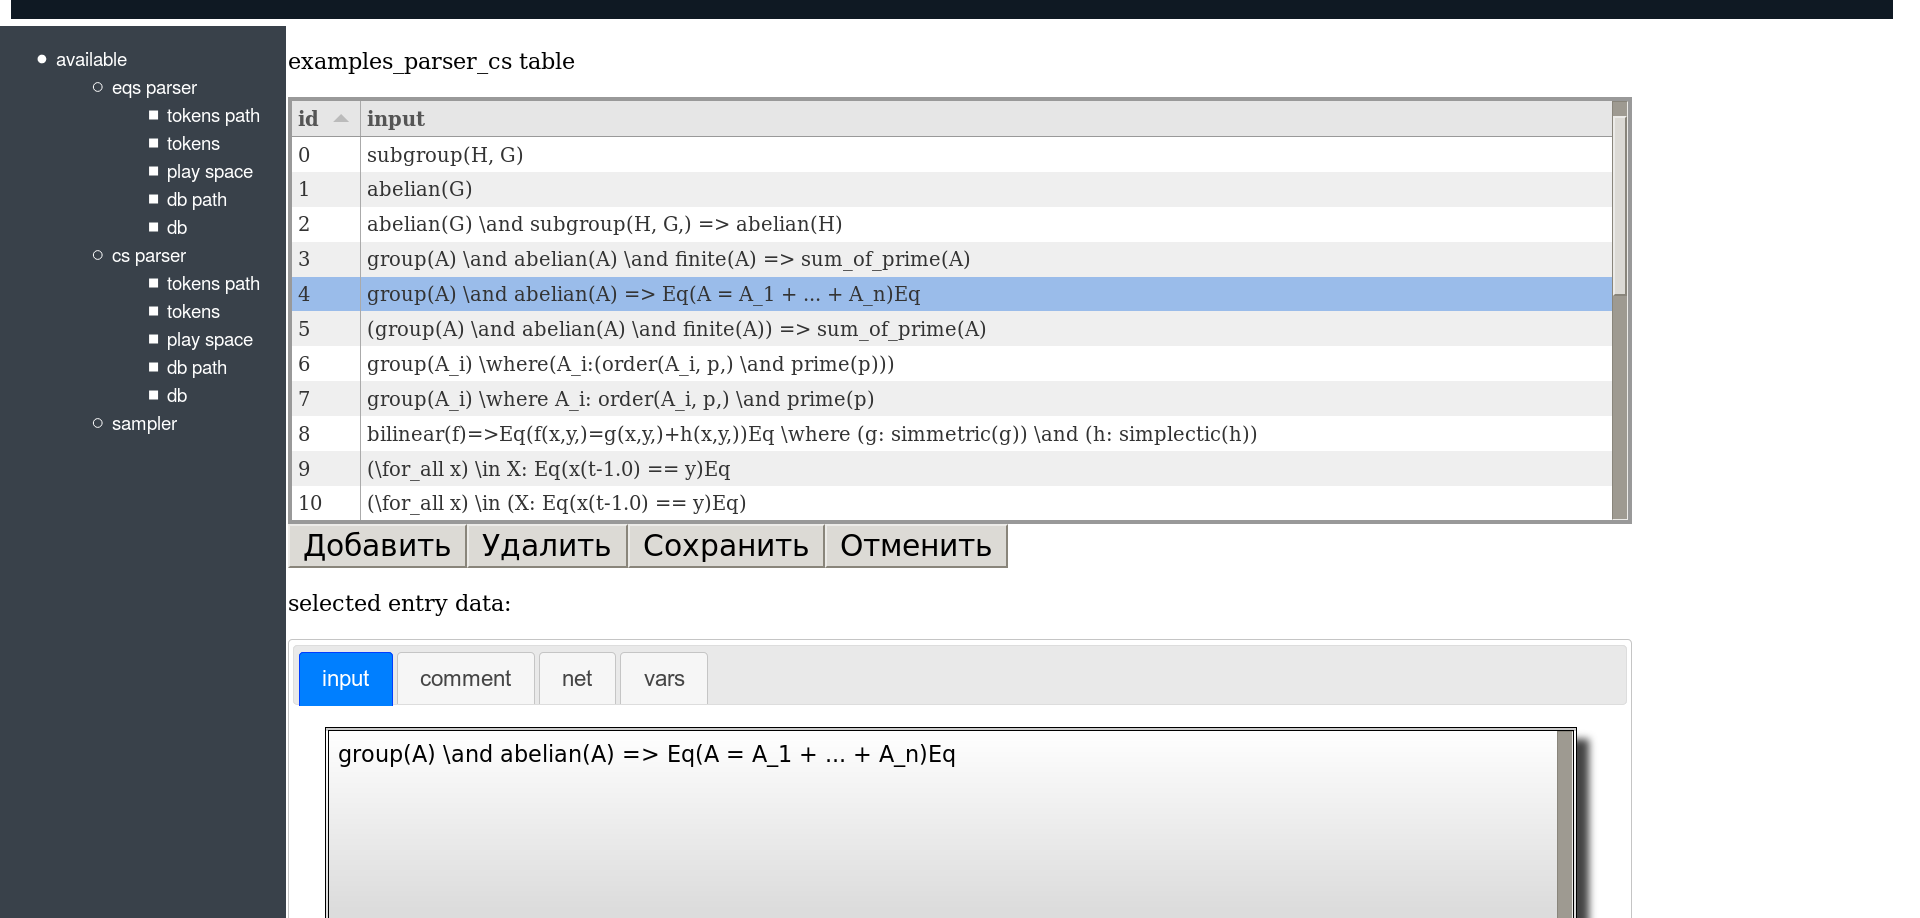 available
eqs parser
tokens path
tokens
play space
db path
db
cs parser
tokens path
tokens
play space
db path
db
sampler
examples_parser_cs table
id input
0 subgroup(H, G)
1 abelian(G)
2 abelian(G) \and subgroup(H, G,) => abelian(H)
3 group(A) \and abelian(A) \and finite(A) => sum_of_prime(A)
4 group(A) \and abelian(A) => Eq(A = A_1 + ... + A_n)Eq
5 (group(A) \and abelian(A) \and finite(A)) => sum_of_prime(A)
6 group(A_i) \where(A_i:(order(A_i, p,) \and prime(p)))
7 group(A_i) \where A_i: order(A_i, p,) \and prime(p)
8 bilinear(f)=>Eq(f(x,y,)=g(x,y,)+h(x,y,))Eq \where (g: simmetric(g)) \and (h: simplectic(h))
9 (\for_all x) \in X: Eq(x(t-1.0) == y)Eq
10 (\for_all x) \in (X: Eq(x(t-1.0) == y)Eq)
Добавить Удалить Сохранить Отменить
selected entry data:
input comment net vars
group(A) \and abelian(A) => Eq(A = A_1 + ... + A_n)Eq